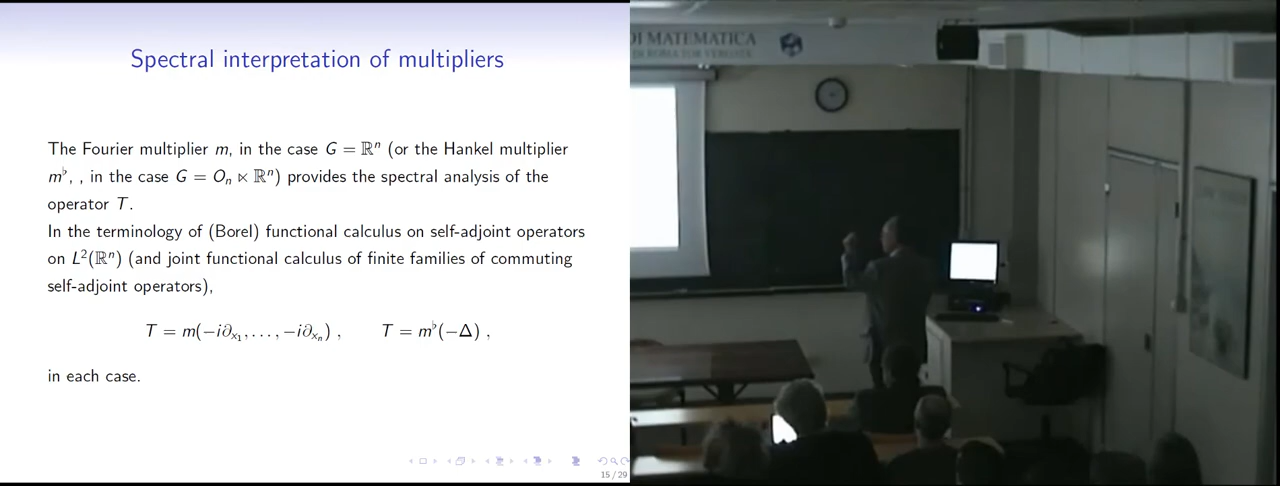 Spectral interpretation of multipliers
The Fourier multiplier m, in the case G = ℝⁿ (or the Hankel multiplier
m♭, , in the case G = Oₙ ⋉ ℝⁿ) provides the spectral analysis of the
operator T.
In the terminology of (Borel) functional calculus on self-adjoint operators
on L²(ℝⁿ) (and joint functional calculus of finite families of commuting
self-adjoint operators),
T = m(−i∂ₓ₁, . . . , −i∂ₓₙ) , T = m♭(−Δ) ,
in each case.
15 / 29
DI MATEMATICA